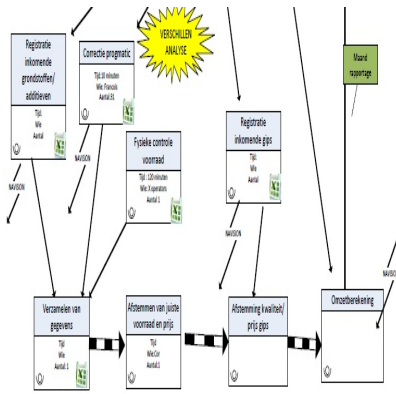 Registratie
inkomende
grondstoffen/
additieven
Tijd:
Wie
Aantal
NAVISION
Correctie progmatic
Tijd:10 minuten
Wie: Francois
Aantal:31
NAVISION
VERSCHILLEN
ANALYSE
Fysieke controle
voorraad
Tijd : 120 minuten
Wie: X operators
Aantal 1
Registratie
inkomende gips
Tijd:
Wie
Aantal
NAVISION
Maand
rapportage
NAVISION
Verzamelen van
gegevens
Tijd
Wie
Aantal: 1
Afstemmen van juiste
voorraad en prijs
Tijd
Wie:Cor
Aantal:1
Afstemming kwaliteit/
prijs gips
Omzetberekening